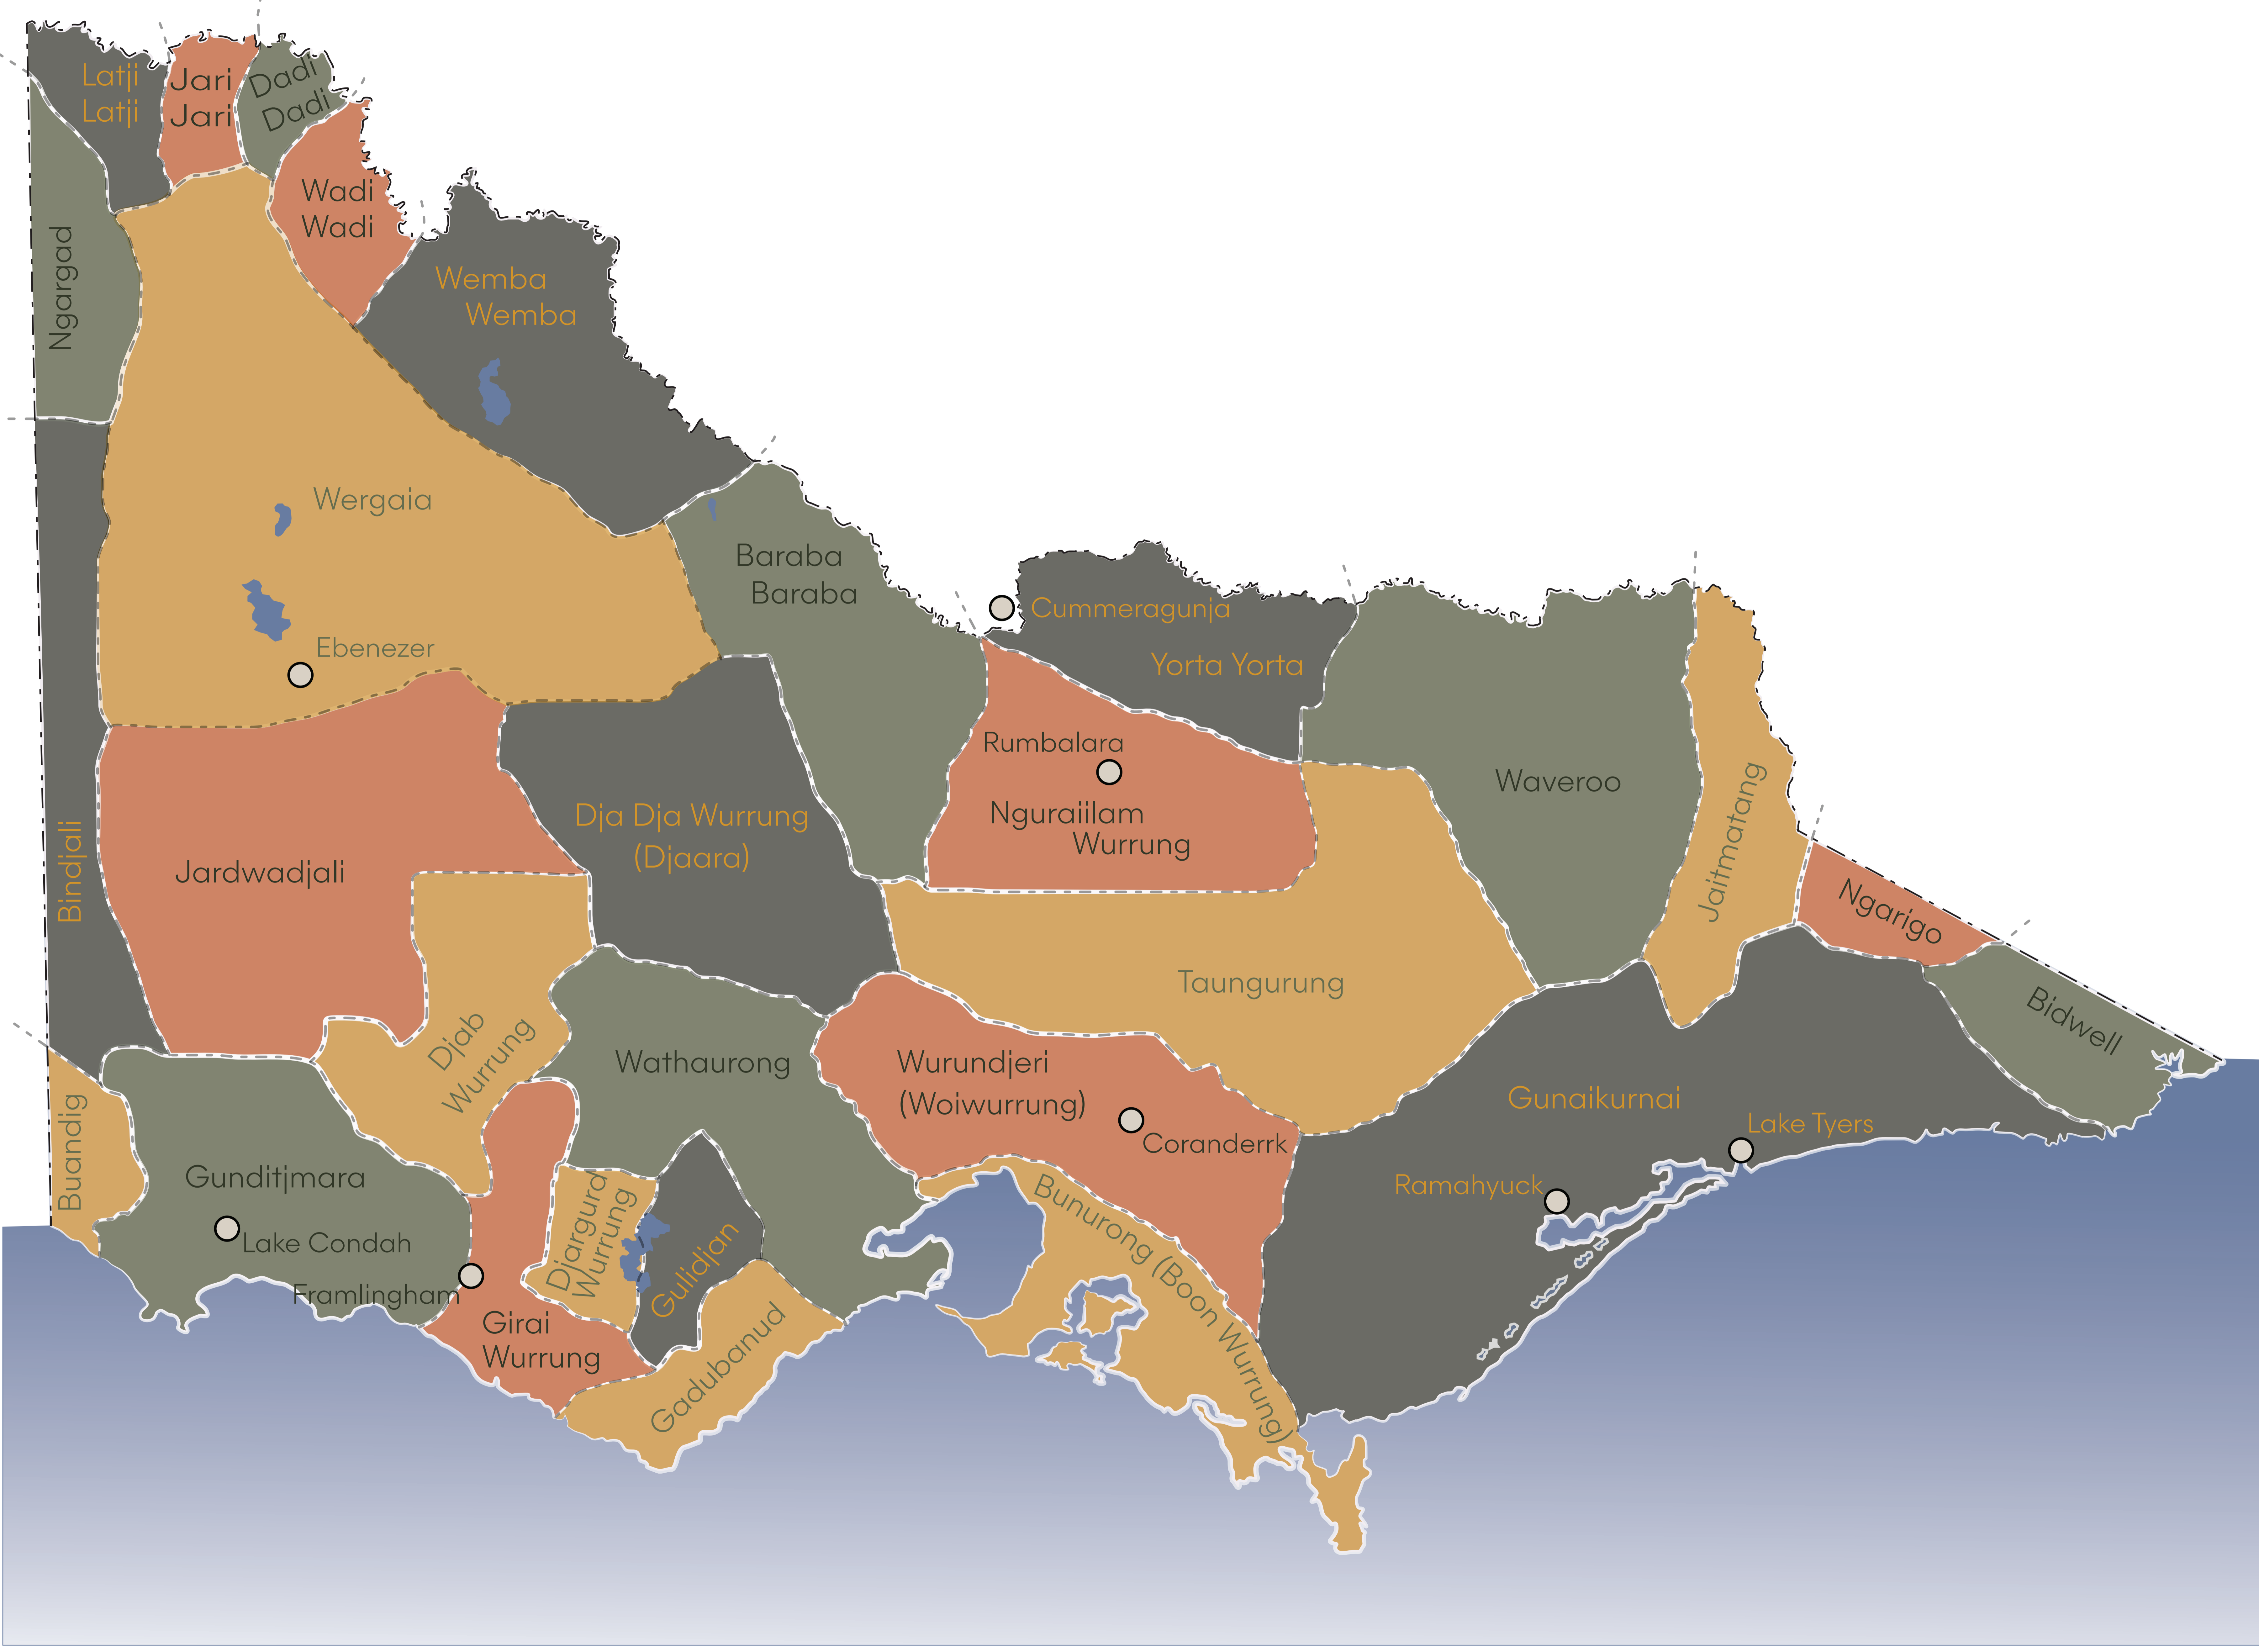 Latji
Latji
Jari
Jari
Dadi
Dadi
Wadi
Wadi
Ngargad
Wemba
Wemba
Wergaia
Ebenezer
Baraba
Baraba
Cummeragunja
Yorta Yorta
Rumbalara
Nguraiilam
Wurrung
Waveroo
Jaitmatang
Ngarigo
Bidwell
Bindjali
Jardwadjali
Dja Dja Wurrung
(Djaara)
Taungurung
Djab
Wurrung
Wathaurong
Wurundjeri
(Woiwurrung)
Coranderrk
Gunaikurnai
Lake Tyers
Ramahyuck
Buandig
Gunditjmara
Lake Condah
Framlingham
Girai
Wurrung
Djargurd
Wurrung
Gulidjan
Gadubanud
Bunurong (Boon Wurrung)